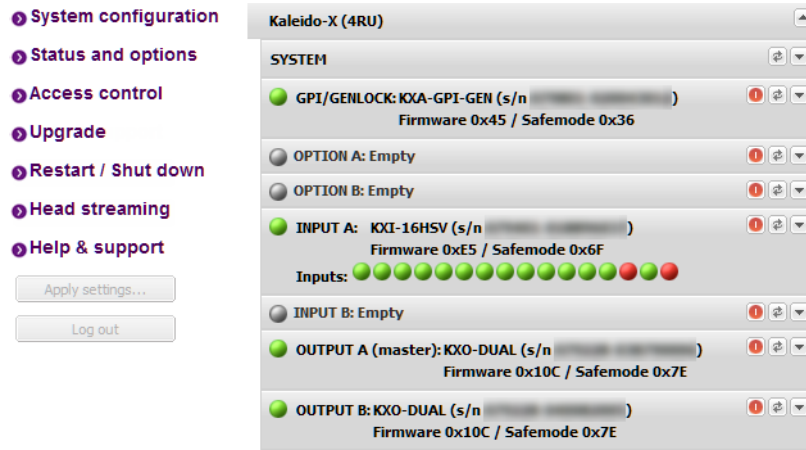 System configuration
Status and options
Access control
Upgrade
Restart / Shut down
Head streaming
Help & support
Apply settings...
Log out
Kaleido-X (4RU)
SYSTEM
GPI/GENLOCK: KXA-GPI-GEN (s/n )
Firmware 0x45 / Safemode 0x36
OPTION A: Empty
OPTION B: Empty
INPUT A: KXI-16HSV (s/n )
Firmware 0xE5 / Safemode 0x6F
Inputs:
INPUT B: Empty
OUTPUT A (master): KXO-DUAL (s/n )
Firmware 0x10C / Safemode 0x7E
OUTPUT B: KXO-DUAL (s/n )
Firmware 0x10C / Safemode 0x7E